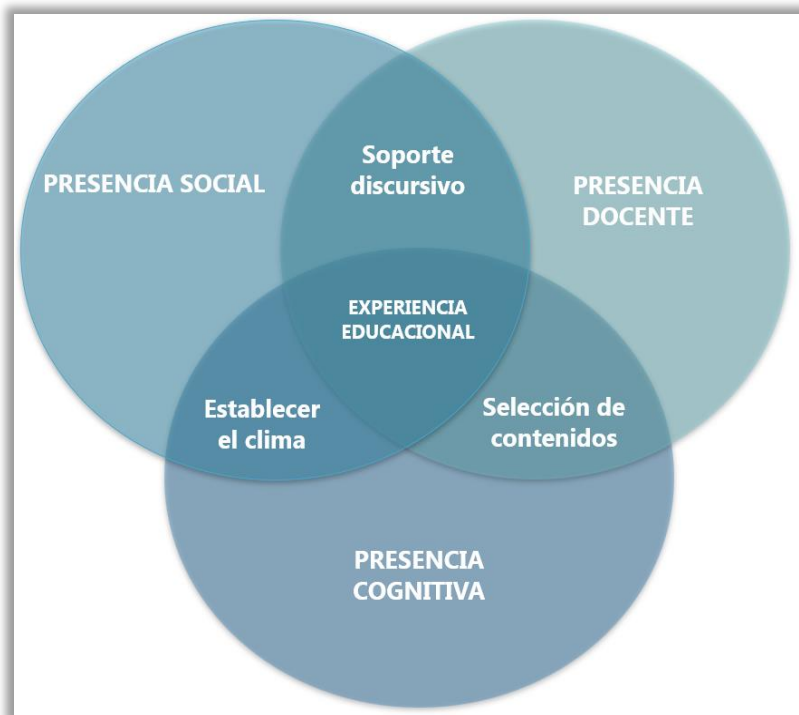 Soporte
discursivo
PRESENCIA SOCIAL
PRESENCIA
DOCENTE
EXPERIENCIA
EDUCACIONAL
Establecer
el clima
Selección de
contenidos
PRESENCIA
COGNITIVA